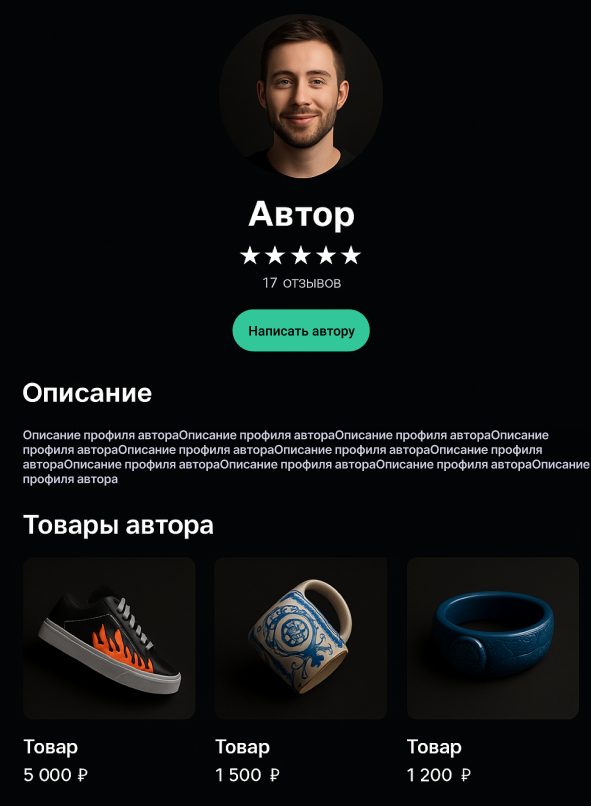 Автор
★★★★★
17 отзывов
Написать автору
Описание
Описание профиля автораОписание профиля автораОписание профиля автораОписание
профиля автораОписание профиля автораОписание профиля автораОписание профиля
автораОписание профиля автораОписание профиля автораОписание профиля автораОписание
профиля автора
Товары автора
Товар
5 000 ₽
Товар
1 500 ₽
Товар
1 200 ₽